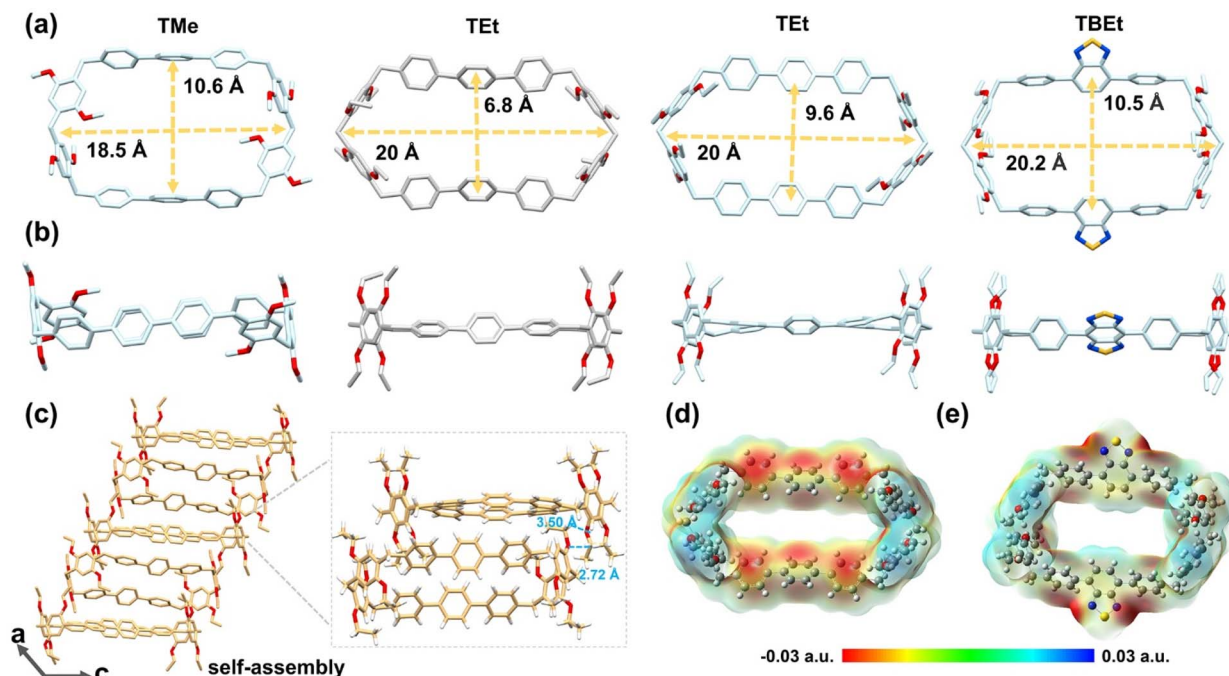 (a)
TMe
TEt
TEt
TBEt
10.6 Å
18.5 Å
6.8 Å
20 Å
9.6 Å
20 Å
10.5 Å
20.2 Å
(b)
(c)
3.50 Å
2.72 Å
a
c
self-assembly
(d)
(e)
-0.03 a.u.
0.03 a.u.